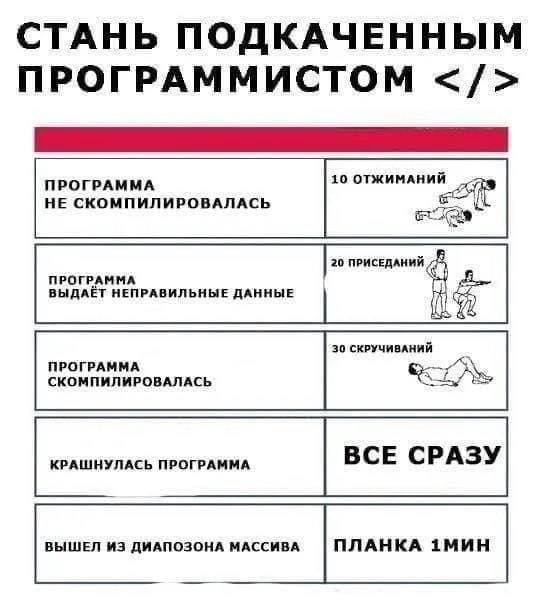 СТАНЬ ПОДКАЧЕННЫМ
ПРОГРАММИСТОМ </>
ПРОГРАММА
НЕ СКОМПИЛИРОВАЛАСЬ
10 ОТЖИМАНИЙ
ПРОГРАММА
ВЫДАЁТ НЕПРАВИЛЬНЫЕ ДАННЫЕ
20 ПРИСЕДАНИЙ
ПРОГРАММА
СКОМПИЛИРОВАЛАСЬ
30 СКРУЧИВАНИЙ
КРАШНУЛАСЬ ПРОГРАММА
ВСЕ СРАЗУ
ВЫШЕЛ ИЗ ДИАПОЗОНА МАССИВА
ПЛАНКА 1МИН